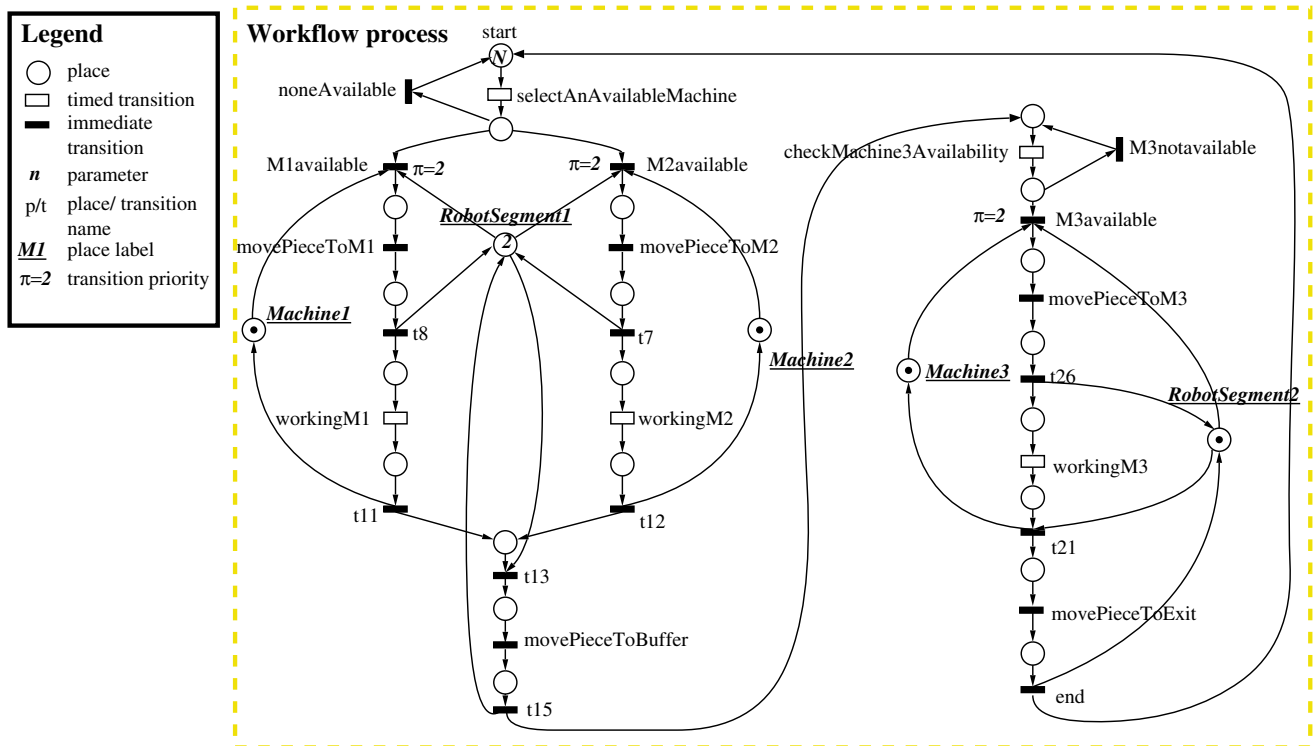 Legend
place
timed transition
immediate
transition
n parameter
p/t place/ transition
name
M1 place label
π=2 transition priority
Workflow process
start
N
noneAvailable
selectAnAvailableMachine
M1available
π=2
π=2
M2available
RobotSegment1
2
movePieceToM1
movePieceToM2
Machine1
t8
t7
Machine2
workingM1
workingM2
t11
t12
t13
movePieceToBuffer
t15
checkMachine3Availability
M3notavailable
π=2
M3available
movePieceToM3
Machine3
t26
RobotSegment2
workingM3
t21
movePieceToExit
end